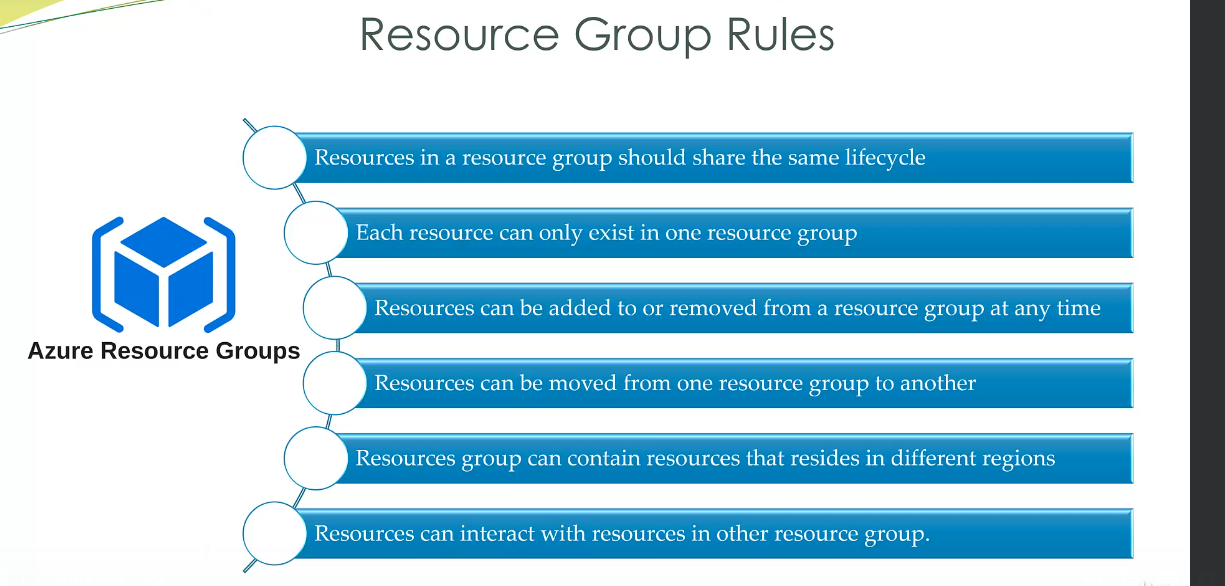 Resource Group Rules
Resources in a resource group should share the same lifecycle
Each resource can only exist in one resource group
Resources can be added to or removed from a resource group at any time
Azure Resource Groups
Resources can be moved from one resource group to another
Resources group can contain resources that resides in different regions
Resources can interact with resources in other resource group.